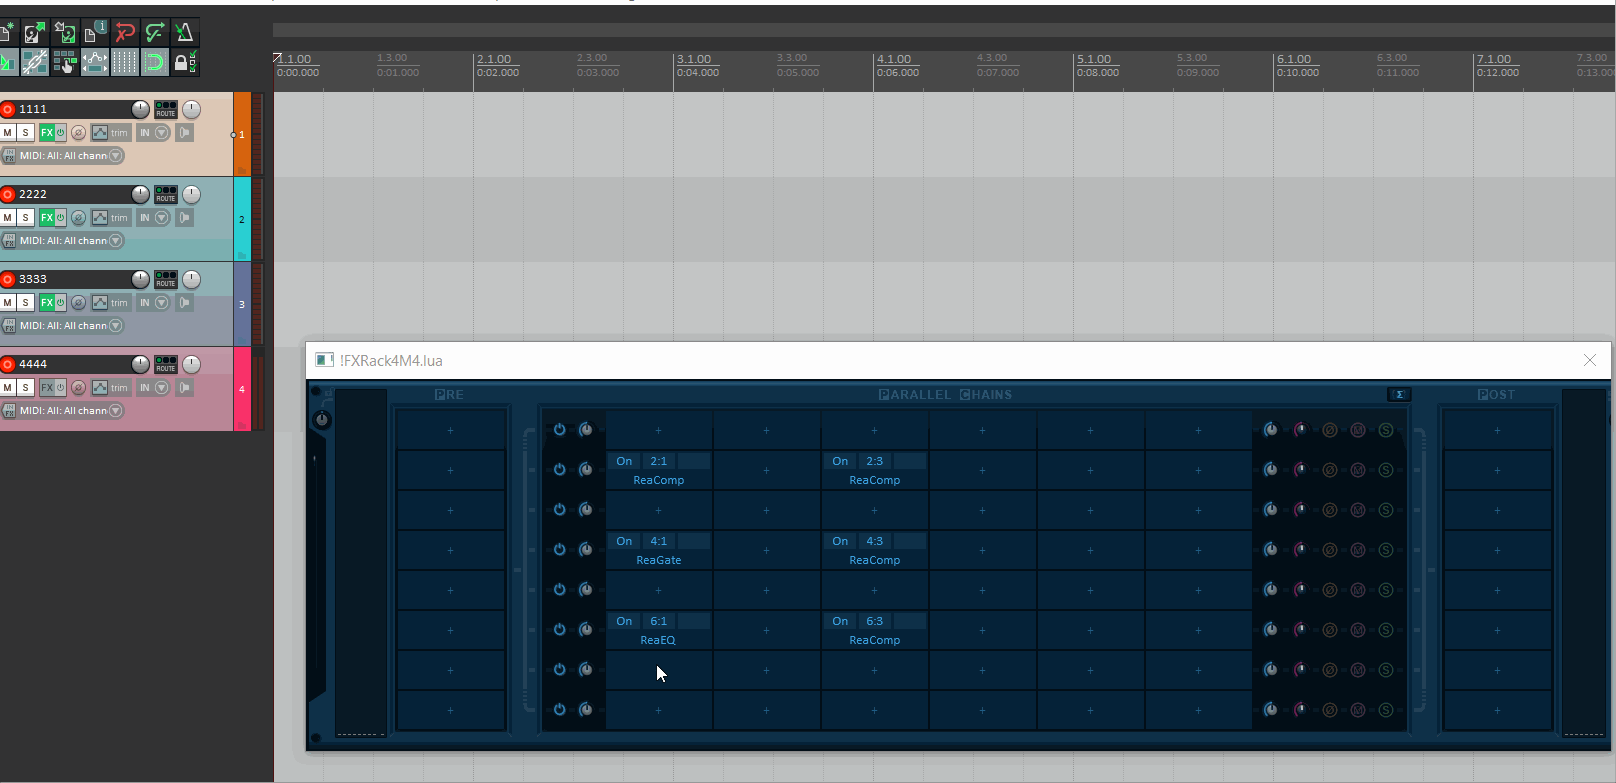 1.1.00 1.3.00 2.1.00 2.3.00 3.1.00 3.3.00 4.1.00 4.3.00 5.1.00 5.3.00 6.1.00 6.3.00 7.1.00 7.3.00
0:00.000 0:01.000 0:02.000 0:03.000 0:04.000 0:05.000 0:06.000 0:07.000 0:08.000 0:09.000 0:10.000 0:11.000 0:12.000 0:13.000
1111 ROUTE
M S FX trim IN 1
IN FX MIDI: All: All chann
2222 ROUTE
M S FX trim IN 2
IN FX MIDI: All: All chann
3333 ROUTE
M S FX trim IN 3
IN FX MIDI: All: All chann
4444 ROUTE
M S FX trim IN 4
IN FX MIDI: All: All chann
!FXRack4M4.lua
PRE PARALLEL CHAINS Σ POST
+ + + + + + + Ø M S +
On 2:1 On 2:3
+ ReaComp + ReaComp + + + Ø M S +
+ + + + + + + Ø M S +
On 4:1 On 4:3
+ ReaGate + ReaComp + + + Ø M S +
+ + + + + + + Ø M S +
On 6:1 On 6:3
+ ReaEQ + ReaComp + + + Ø M S +
+ + + + + + + Ø M S +
+ + + + + + + Ø M S +